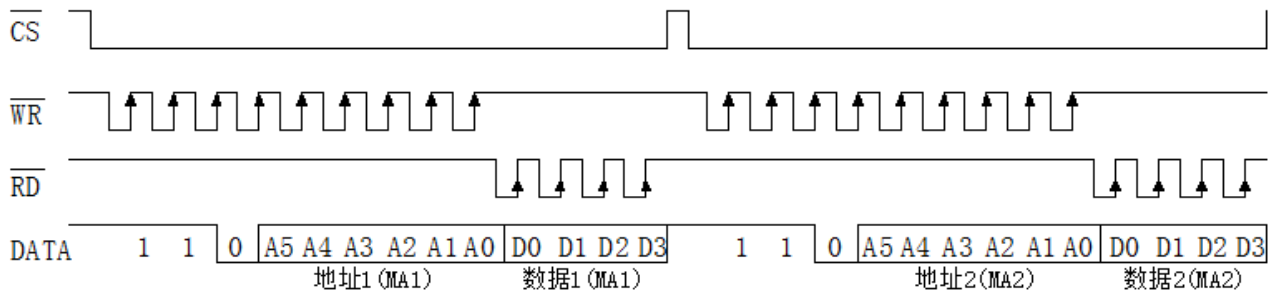 CS
WR
RD
DATA 1 1 0 A5 A4 A3 A2 A1 A0 D0 D1 D2 D3 1 1 0 A5 A4 A3 A2 A1 A0 D0 D1 D2 D3
地址1(MA1) 数据1(MA1) 地址2(MA2) 数据2(MA2)